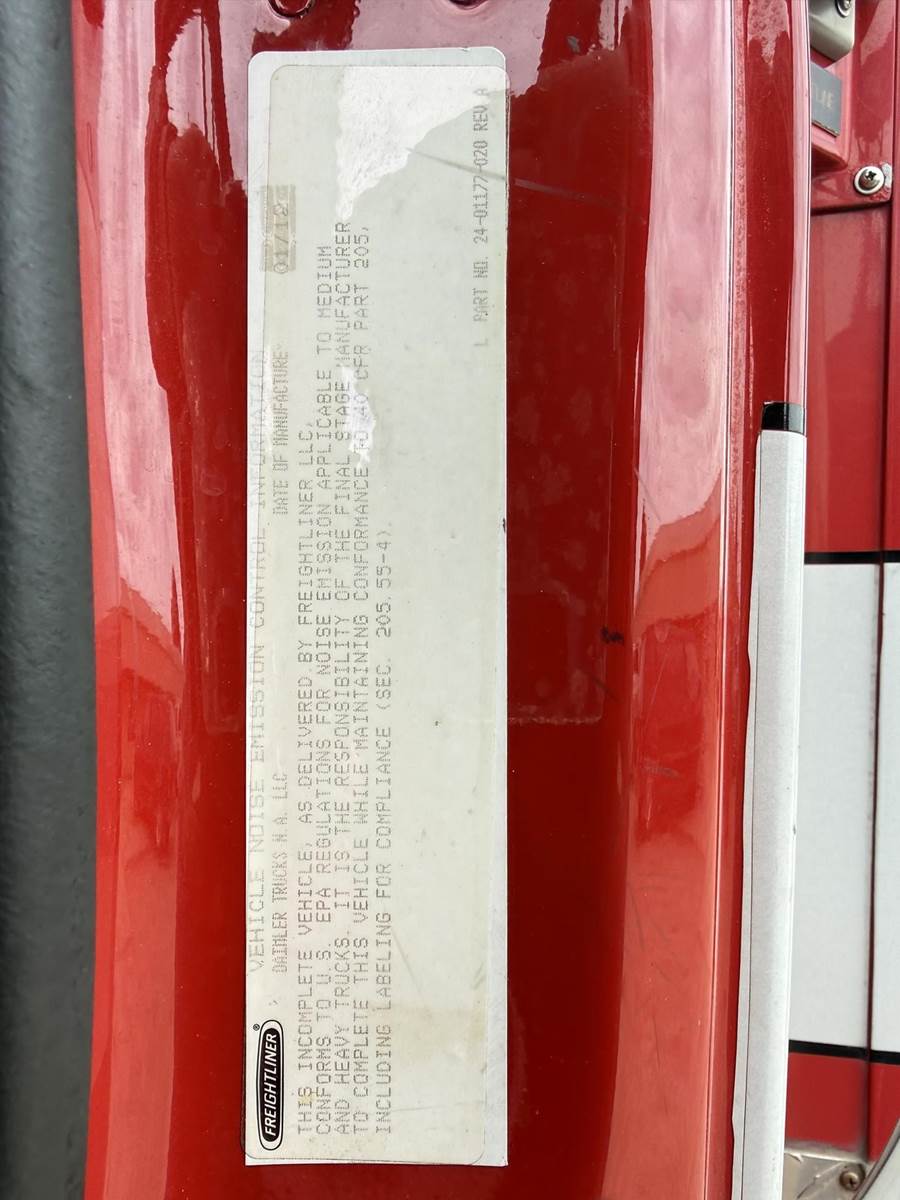 FREIGHTLINER®
VEHICLE NOISE EMISSION CONTROL INFORMATION
DAIMLER TRUCKS N.A. LLC DATE OF MANUFACTURE
THIS INCOMPLETE VEHICLE, AS DELIVERED BY FREIGHTLINER LLC,
CONFORMS TO U.S. EPA REGULATIONS FOR NOISE EMISSION APPLICABLE TO MEDIUM
AND HEAVY TRUCKS. IT IS THE RESPONSIBILITY OF THE FINAL STAGE MANUFACTURER
TO COMPLETE THIS VEHICLE WHILE MAINTAINING CONFORMANCE TO 40 CFR PART 205,
INCLUDING LABELING FOR COMPLIANCE (SEC. 205.55-4).
L PART NO. 24-01177-020 REV A